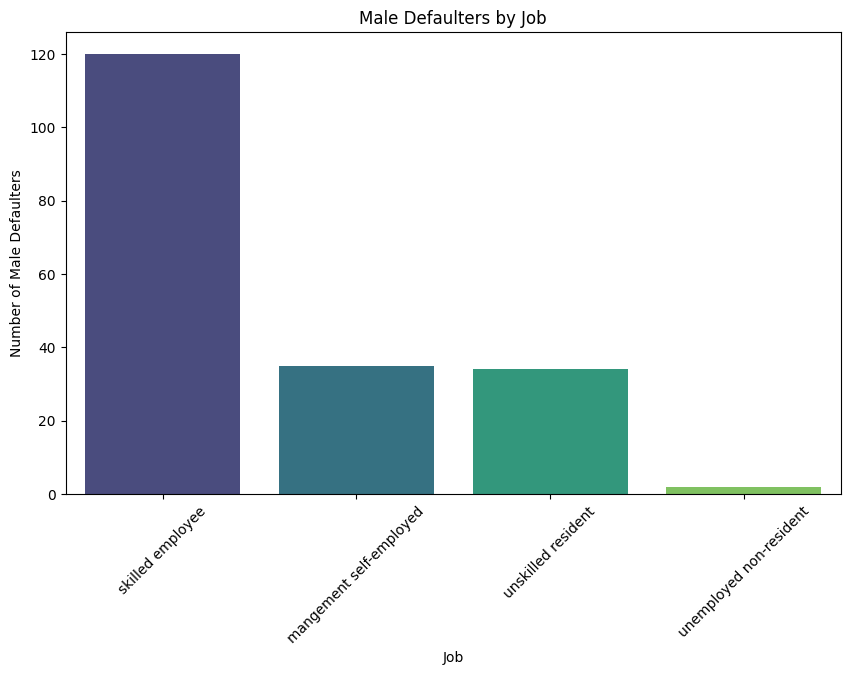 Male Defaulters by Job
Number of Male Defaulters
120
100
80
60
40
20
0
skilled employee
mangement self-employed
unskilled resident
unemployed non-resident
Job